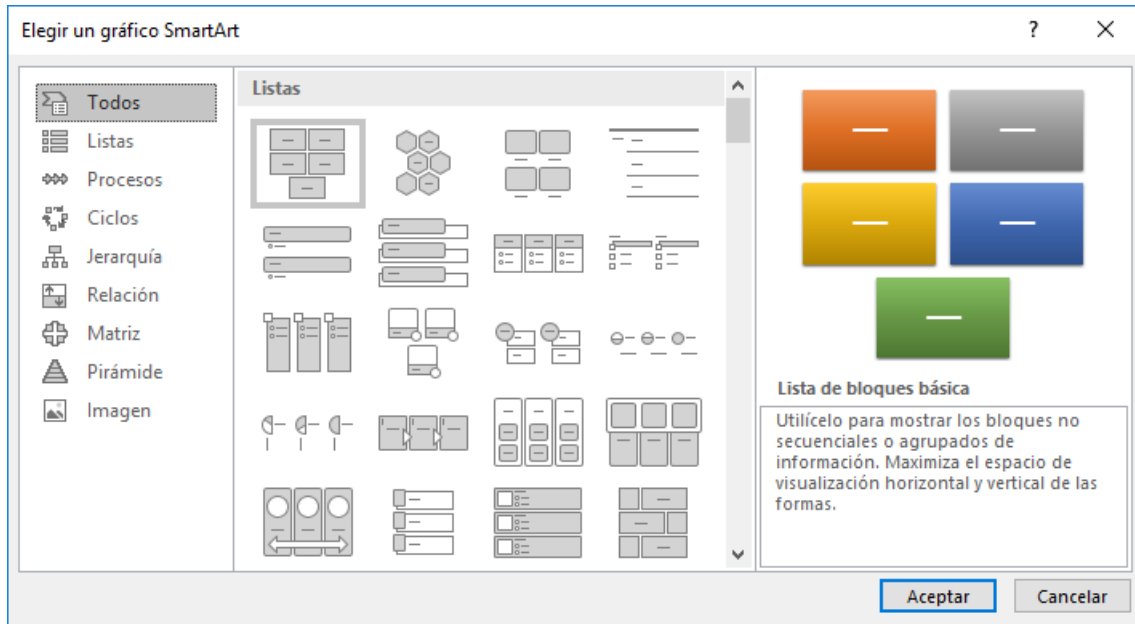 Elegir un gráfico SmartArt
?
Todos
Listas
Procesos
Ciclos
Jerarquía
Relación
Matriz
Pirámide
Imagen
Listas
Lista de bloques básica
Utilícelo para mostrar los bloques no
secuenciales o agrupados de
información. Maximiza el espacio de
visualización horizontal y vertical de las
formas.
Aceptar
Cancelar